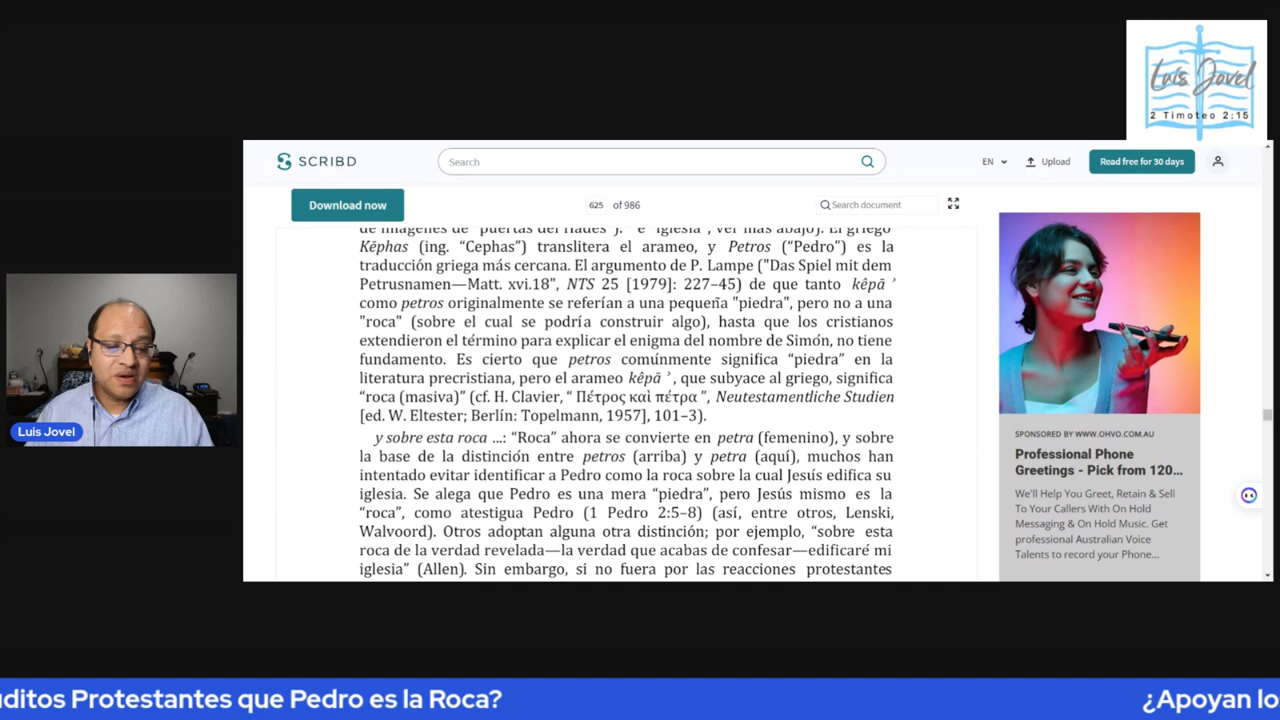 Luis Jovel
2 Timoteo 2:15
SCRIBD
Search
EN
Upload
Read free for 30 days
Download now
625 of 986
Search document
de imágenes de "puertas del Hades"). "e "iglesia", ver más abajo). El griego
Kēphas (ing. “Cephas”) translitera el arameo, y Petros (“Pedro”) es la
traducción griega más cercana. El argumento de P. Lampe ("Das Spiel mit dem
Petrusnamen—Matt. xvi.18", NTS 25 [1979]: 227–45) de que tanto kêpā ʾ
como petros originalmente se referían a una pequeña "piedra", pero no a una
"roca" (sobre el cual se podría construir algo), hasta que los cristianos
extendieron el término para explicar el enigma del nombre de Simón, no tiene
fundamento. Es cierto que petros comúnmente significa “piedra” en la
literatura precristiana, pero el arameo kêpā ʾ, que subyace al griego, significa
“roca (masiva)” (cf. H. Clavier, “ Πέτρος καὶ πέτρα ”, Neutestamentliche Studien
[ed. W. Eltester; Berlín: Topelmann, 1957], 101–3).
y sobre esta roca ...: “Roca” ahora se convierte en petra (femenino), y sobre
la base de la distinción entre petros (arriba) y petra (aquí), muchos han
intentado evitar identificar a Pedro como la roca sobre la cual Jesús edifica su
iglesia. Se alega que Pedro es una mera “piedra”, pero Jesús mismo es la
“roca”, como atestigua Pedro (1 Pedro 2:5-8) (así, entre otros, Lenski,
Walvoord). Otros adoptan alguna otra distinción; por ejemplo, “sobre esta
roca de la verdad revelada—la verdad que acabas de confesar—edificaré mi
iglesia” (Allen). Sin embargo, si no fuera por las reacciones protestantes
SPONSORED BY WWW.OHVO.COM.AU
Professional Phone
Greetings - Pick from 120...
We'll Help You Greet, Retain & Sell
To Your Callers With On Hold
Messaging & On Hold Music. Get
professional Australian Voice
Talents to record your Phone...
Luis Jovel
uditos Protestantes que Pedro es la Roca?
¿Apoyan lo